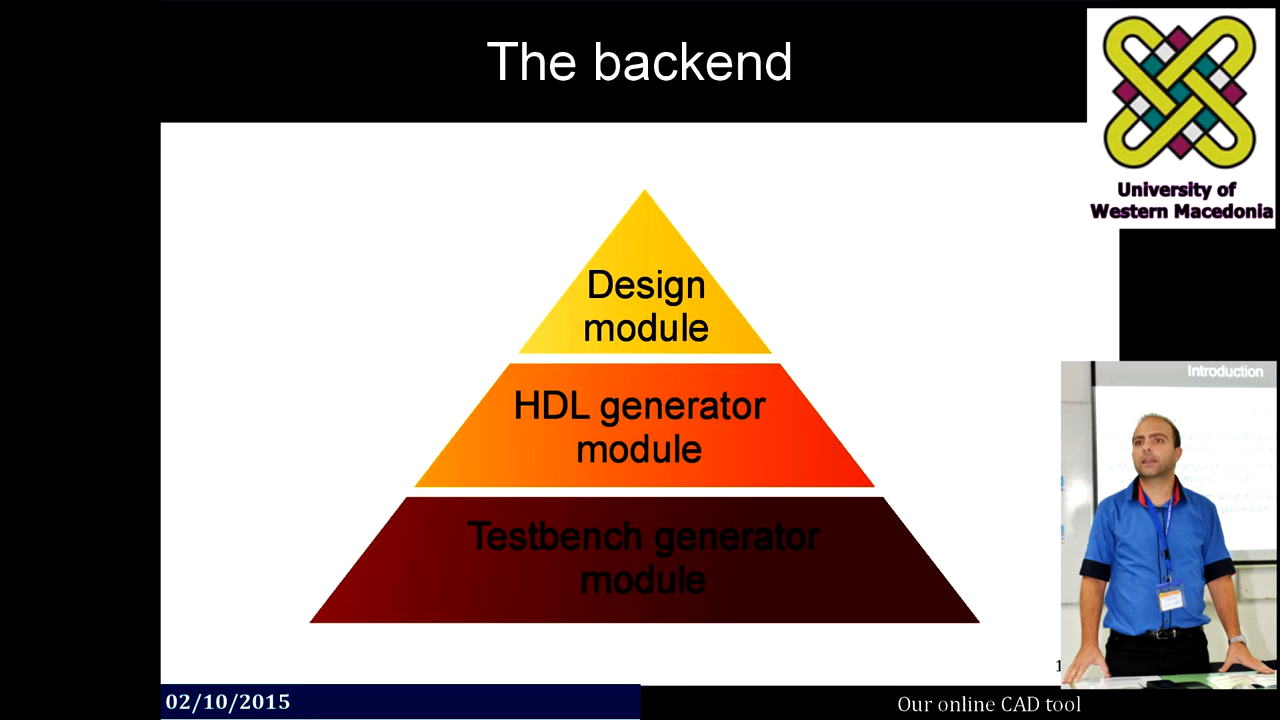 The backend
University of
Western Macedonia
Design
module
HDL generator
module
Testbench generator
module
Introduction
02/10/2015
Our online CAD tool